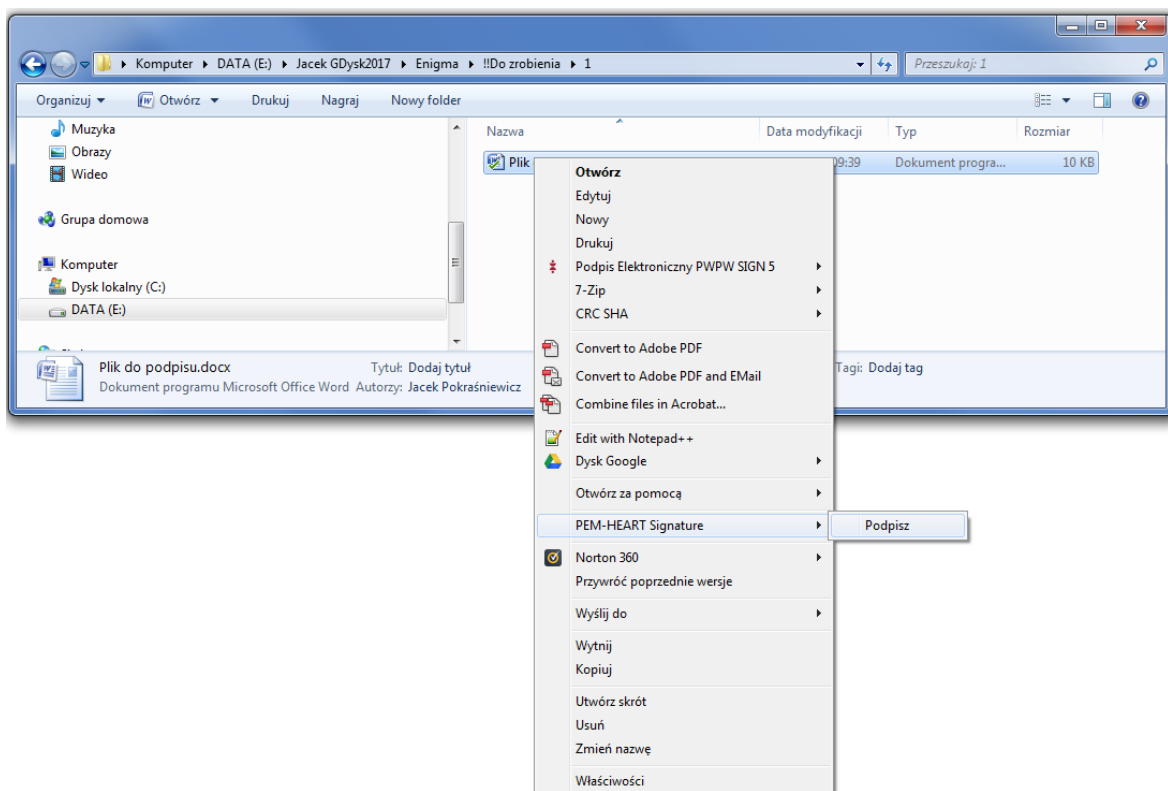 Komputer DATA (E:) Jacek GDysk2017 Enigma !!Do zrobienia 1
Przeszukaj: 1
Organizuj Otwórz Drukuj Nagraj Nowy folder
Muzyka
Obrazy
Wideo
Grupa domowa
Komputer
Dysk lokalny (C:)
DATA (E:)
Nazwa Data modyfikacji Typ Rozmiar
Plik 09:39 Dokument progra... 10 KB
Plik do podpisu.docx Tytuł: Dodaj tytuł Tagi: Dodaj tag
Dokument programu Microsoft Office Word Autorzy: Jacek Pokraśniewicz
Otwórz
Edytuj
Nowy
Drukuj
Podpis Elektroniczny PWPW SIGN 5
7-Zip
CRC SHA
Convert to Adobe PDF
Convert to Adobe PDF and EMail
Combine files in Acrobat...
Edit with Notepad++
Dysk Google
Otwórz za pomocą
PEM-HEART Signature Podpisz
Norton 360
Przywróć poprzednie wersje
Wyślij do
Wytnij
Kopiuj
Utwórz skrót
Usuń
Zmień nazwę
Właściwości